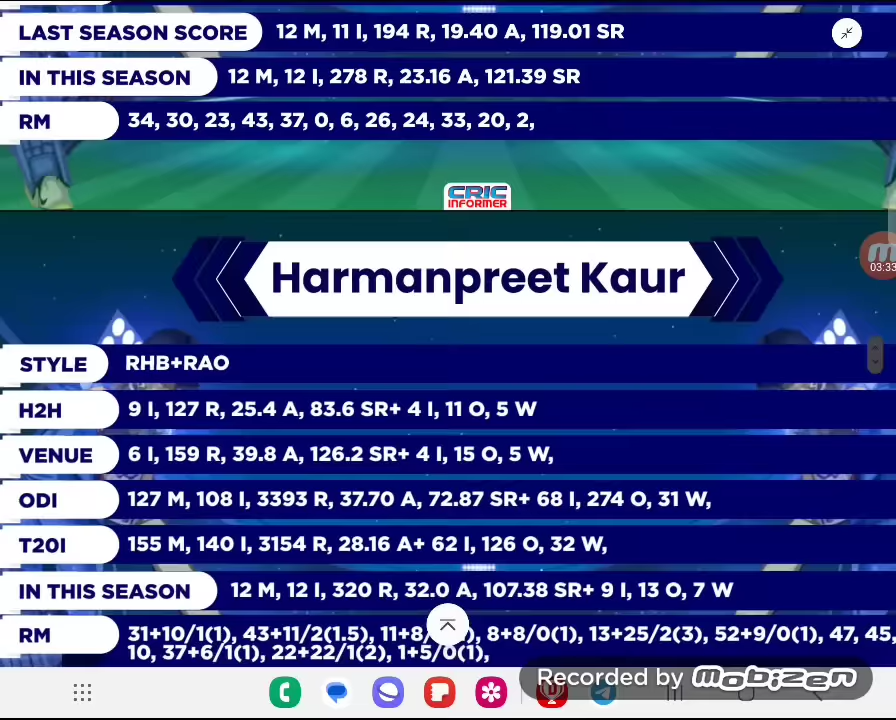 INFORMER
LAST SEASON SCORE 12 M, 11 I, 194 R, 19.40 A, 119.01 SR
IN THIS SEASON 12 M, 12 I, 278 R, 23.16 A, 121.39 SR
RM 34, 30, 23, 43, 37, 0, 6, 26, 24, 33, 20, 2,
CRIC
INFORMER
Harmanpreet Kaur
03:33
STYLE RHB+RAO
H2H 9 I, 127 R, 25.4 A, 83.6 SR+ 4 I, 11 O, 5 W
VENUE 6 I, 159 R, 39.8 A, 126.2 SR+ 4 I, 15 O, 5 W,
ODI 127 M, 108 I, 3393 R, 37.70 A, 72.87 SR+ 68 I, 274 O, 31 W,
T20I 155 M, 140 I, 3154 R, 28.16 A+ 62 I, 126 O, 32 W,
IN THIS SEASON 12 M, 12 I, 320 R, 32.0 A, 107.38 SR+ 9 I, 13 O, 7 W
RM 31+10/1(1), 43+11/2(1.5), 11+8/ ), 8+8/0(1), 13+25/2(3), 52+9/0(1), 47, 45,
10, 37+6/1(1), 22+22/1(2), 1+5/0(1),
Recorded by mobizen